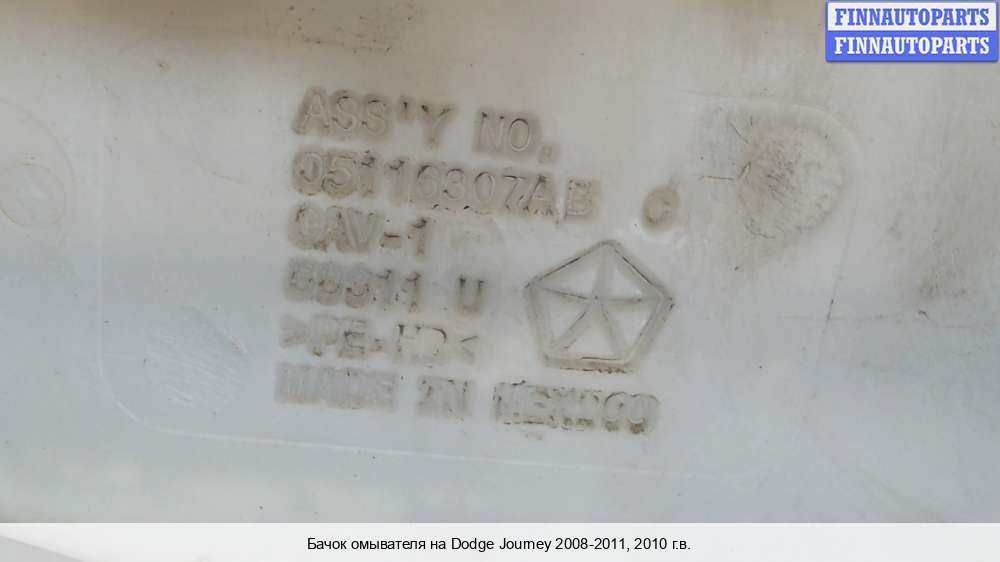 FINNAUTOPARTS
FINNAUTOPARTS
ASS'Y NO.
05116307AB
CAV-1
>PE-HD<
MADE IN MEXICO
Бачок омывателя на Dodge Journey 2008-2011, 2010 г.в.